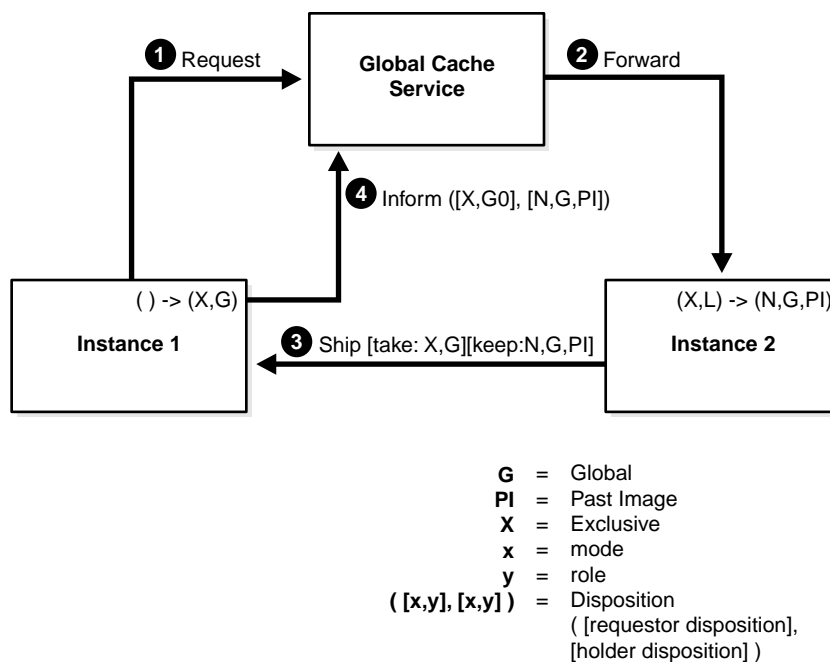 1 Request
Global Cache
Service
2 Forward
4 Inform ([X,G0], [N,G,PI])
( ) -> (X,G)
Instance 1
3 Ship [take: X,G][keep:N,G,PI]
(X,L) -> (N,G,PI)
Instance 2
G = Global
PI = Past Image
X = Exclusive
x = mode
y = role
( [x,y], [x,y] ) = Disposition
( [requestor disposition],
[holder disposition] )